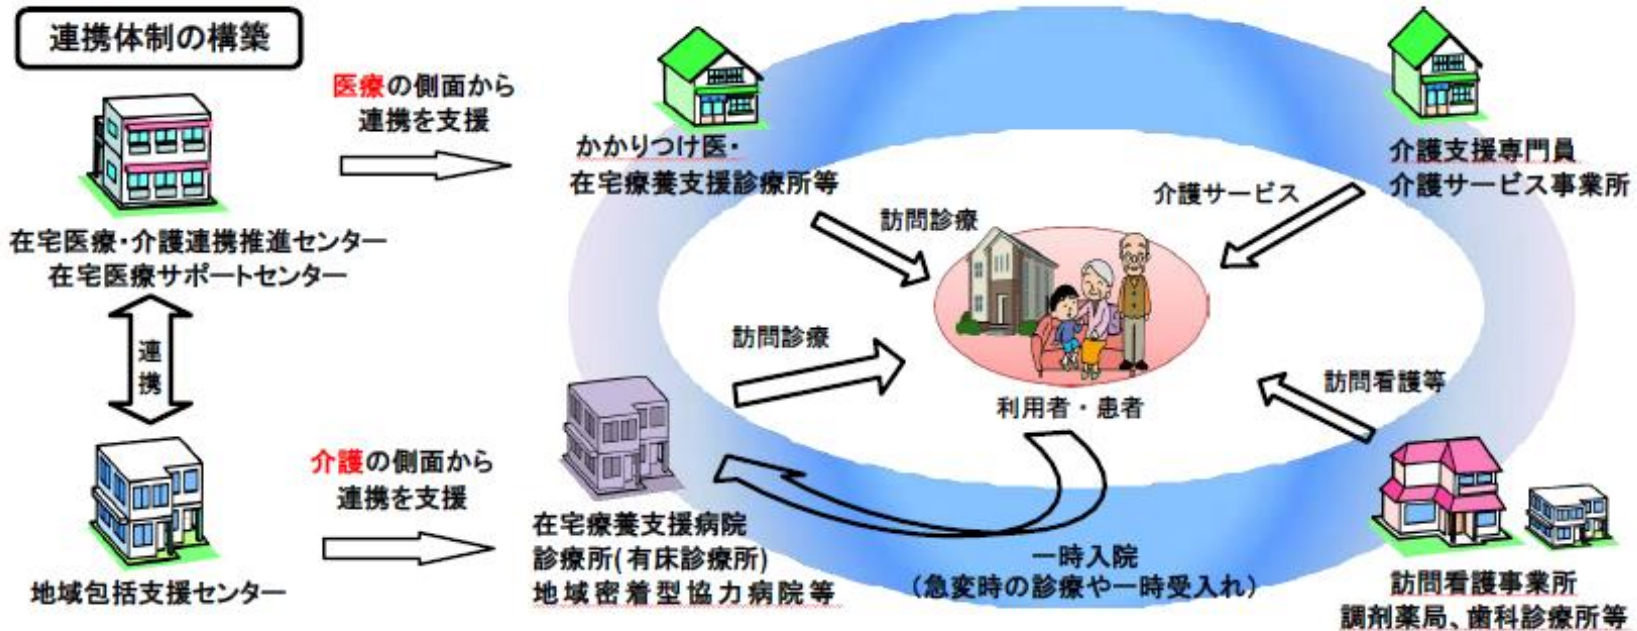 連携体制の構築
医療の側面から
連携を支援
在宅医療・介護連携推進センター
在宅医療サポートセンター
連
携
介護の側面から
連携を支援
地域包括支援センター
かかりつけ医・
在宅療養支援診療所等
訪問診療
介護サービス
介護支援専門員
介護サービス事業所
訪問診療
利用者・患者
訪問看護等
在宅療養支援病院
診療所(有床診療所)
地域密着型協力病院等
一時入院
(急変時の診療や一時受入れ)
訪問看護事業所
調剤薬局、歯科診療所等